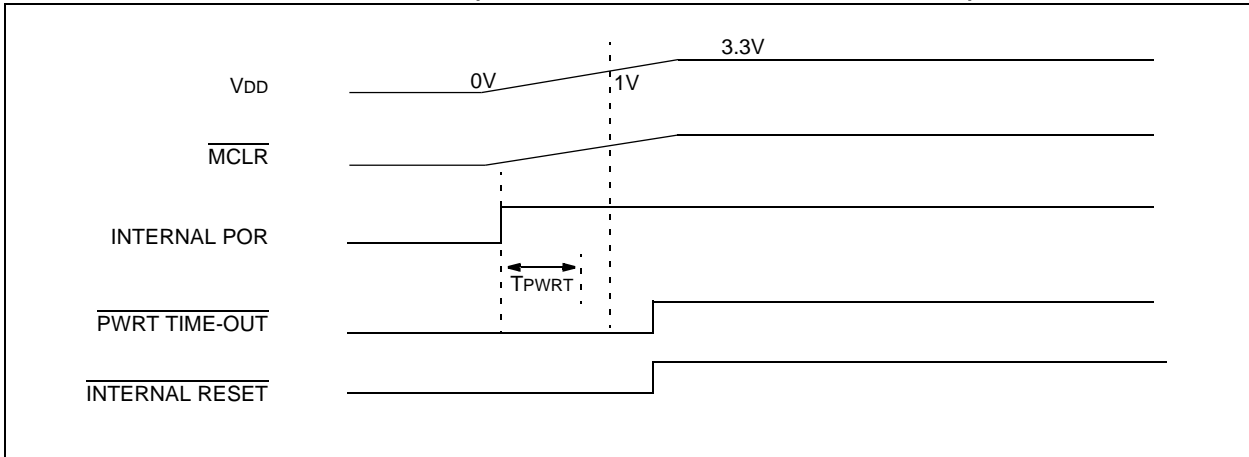 3.3V
VDD
0V
1V
MCLR
INTERNAL POR
TPWRT
PWRT TIME-OUT
INTERNAL RESET